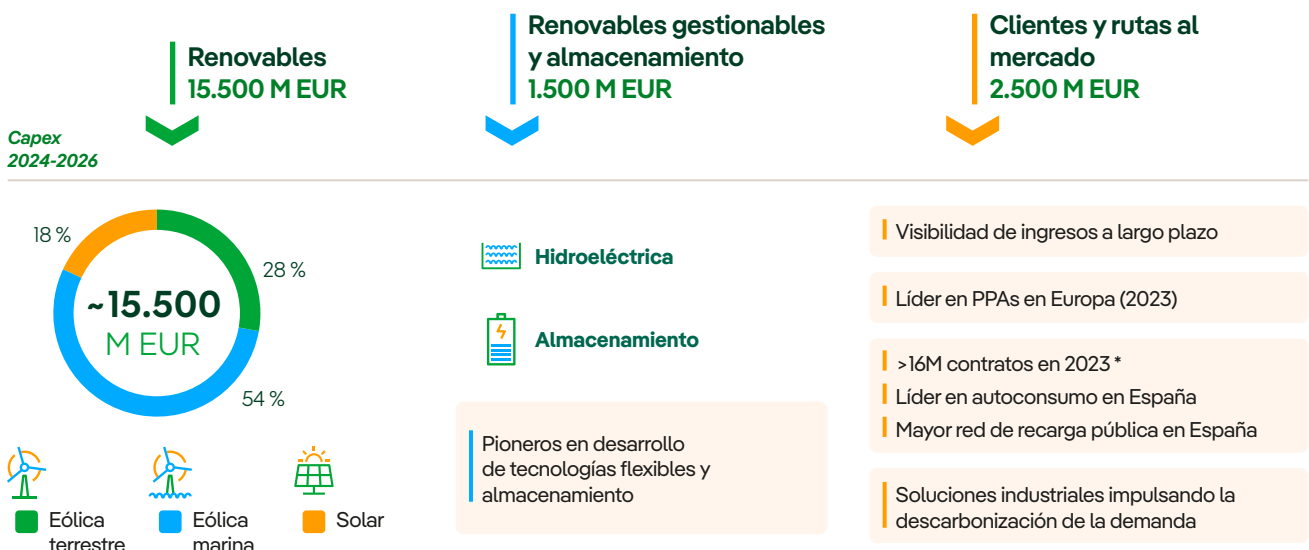 Renovables
15.500 M EUR
Renovables gestionables
y almacenamiento
1.500 M EUR
Clientes y rutas al
mercado
2.500 M EUR
Capex
2024-2026
18 %
28 %
54 %
~15.500
M EUR
Eólica
terrestre
Eólica
marina
Solar
Hidroeléctrica
Almacenamiento
Pioneros en desarrollo
de tecnologías flexibles y
almacenamiento
Visibilidad de ingresos a largo plazo
Líder en PPAs en Europa (2023)
>16M contratos en 2023 *
Líder en autoconsumo en España
Mayor red de recarga pública en España
Soluciones industriales impulsando la
descarbonización de la demanda